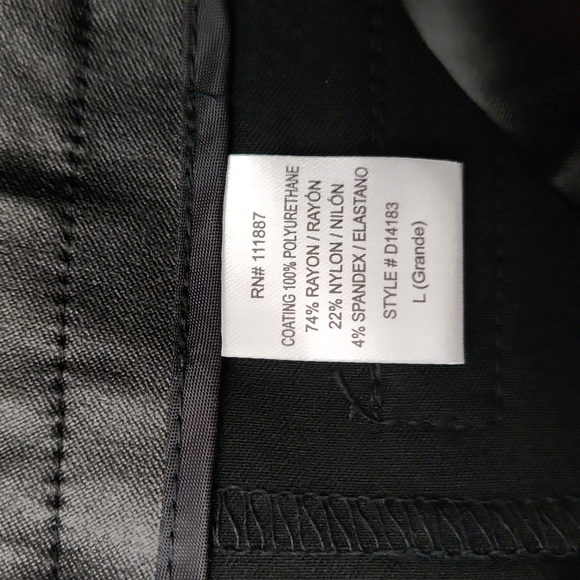 RN# 111887
COATING 100% POLYURETHANE
74% RAYON / RAYÓN
22% NYLON / NILÓN
4% SPANDEX / ELASTANO
STYLE # D14183
L (Grande)